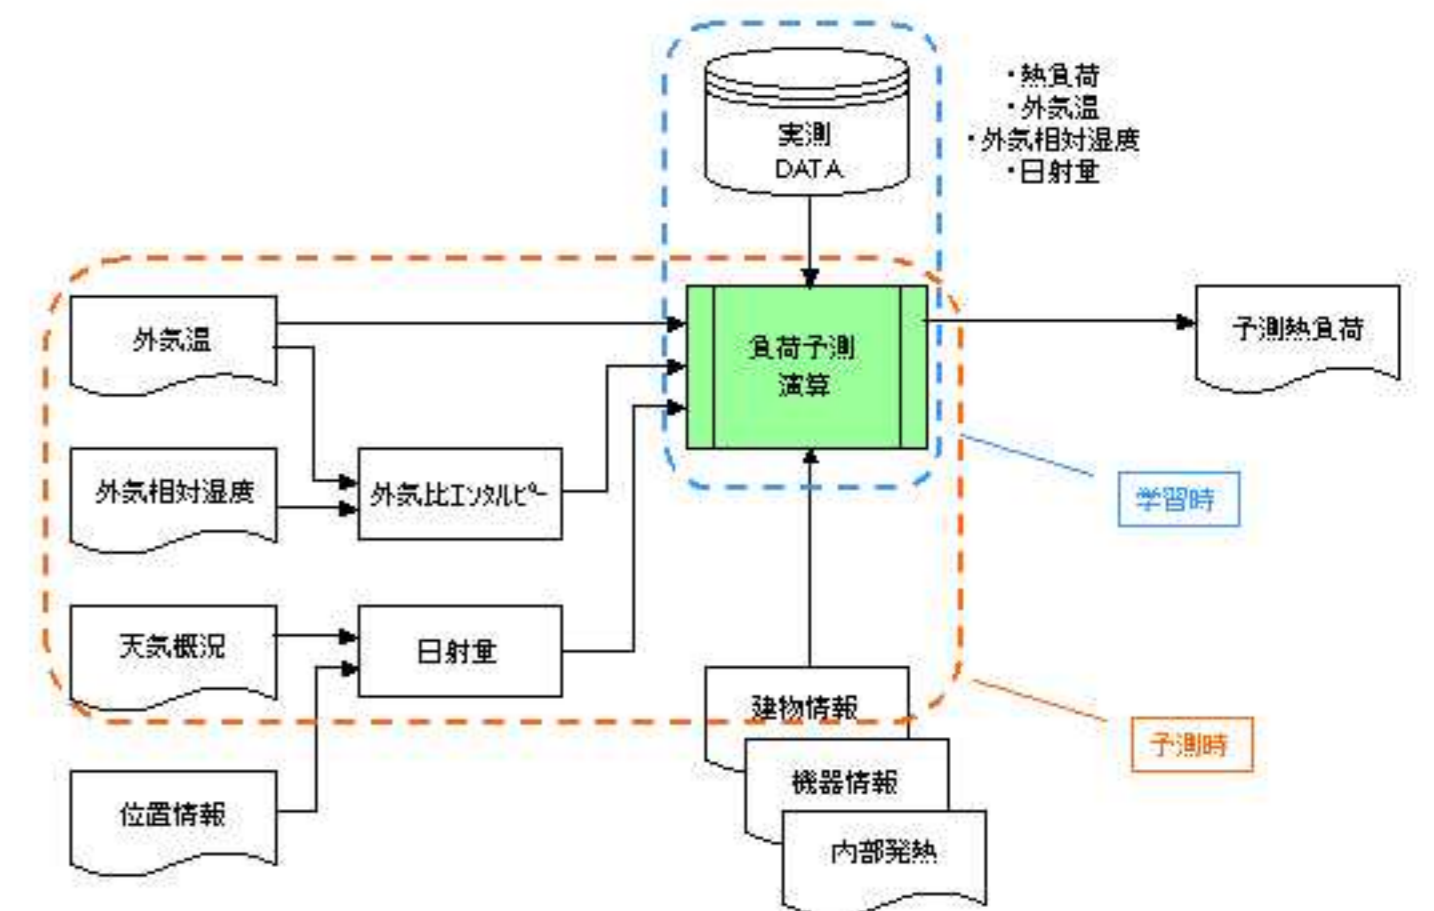 ・熱負荷
・外気温
・外気相対湿度
・日射量
実測
DATA
外気温
負荷予測
演算
予測熱負荷
外気相対湿度
外気比ｴﾝﾀﾙﾋﾟｰ
学習時
天気概況
日射量
建物情報
予測時
機器情報
位置情報
内部発熱